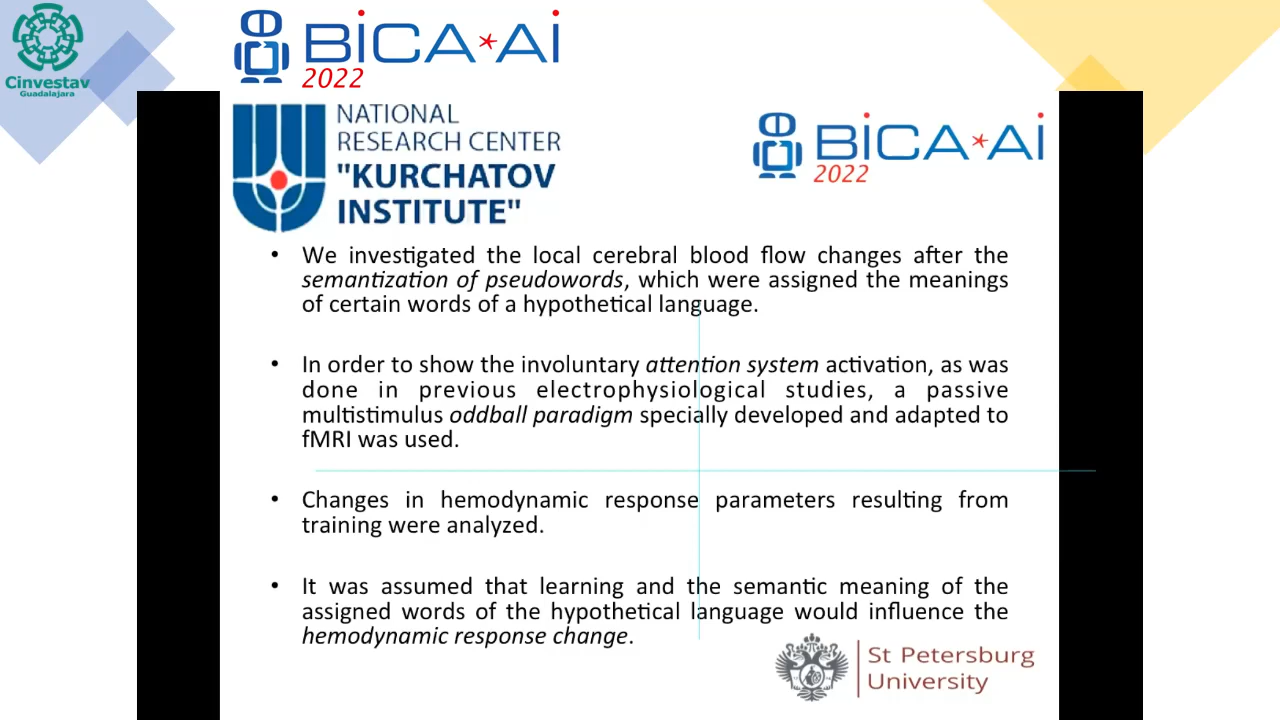 Cinvestav
Guadalajara
BiCA*Ai
2022
NATIONAL
RESEARCH CENTER
"KURCHATOV
INSTITUTE"
BiCA*Ai
2022
• We investigated the local cerebral blood flow changes after the
semantization of pseudowords, which were assigned the meanings
of certain words of a hypothetical language.
• In order to show the involuntary attention system activation, as was
done in previous electrophysiological studies, a passive
multistimulus oddball paradigm specially developed and adapted to
fMRI was used.
• Changes in hemodynamic response parameters resulting from
training were analyzed.
• It was assumed that learning and the semantic meaning of the
assigned words of the hypothetical language would influence the
hemodynamic response change.
St Petersburg
University